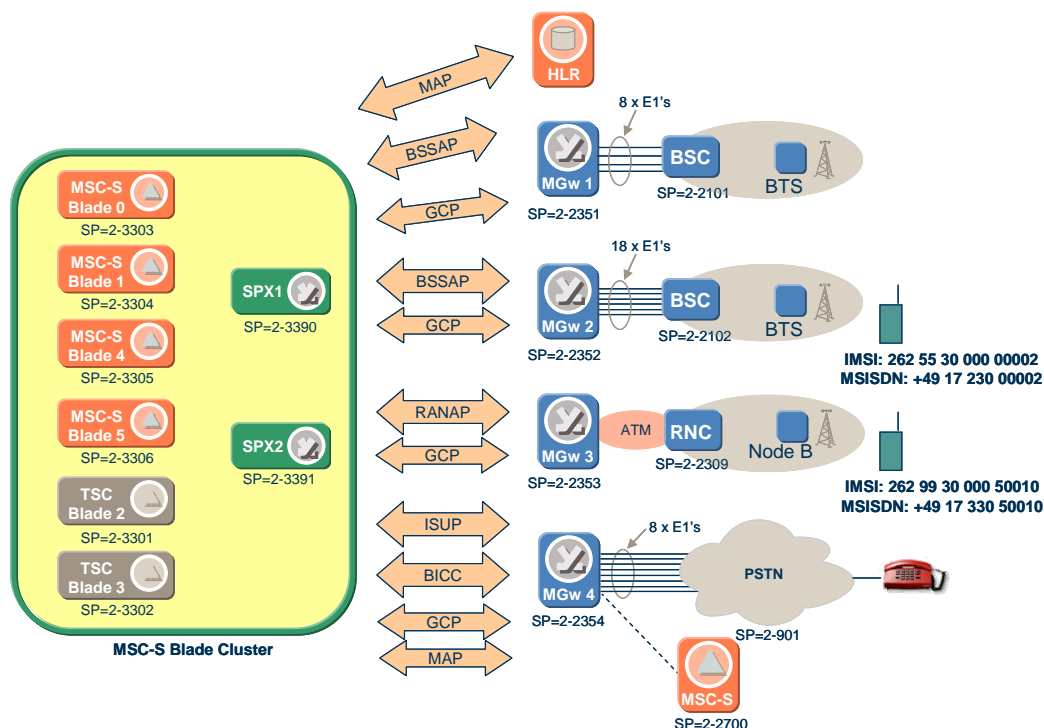 MSC-S
Blade 0
SP=2-3303
MSC-S
Blade 1
SP=2-3304
MSC-S
Blade 4
SP=2-3305
MSC-S
Blade 5
SP=2-3306
TSC
Blade 2
SP=2-3301
TSC
Blade 3
SP=2-3302
SPX1
SP=2-3390
SPX2
SP=2-3391
MSC-S Blade Cluster
MAP
HLR
BSSAP
GCP
8 x E1's
MGw 1
SP=2-2351
BSC
SP=2-2101
BTS
BSSAP
GCP
18 x E1's
MGw 2
SP=2-2352
BSC
SP=2-2102
BTS
IMSI: 262 55 30 000 00002
MSISDN: +49 17 230 00002
RANAP
GCP
MGw 3
SP=2-2353
ATM
RNC
SP=2-2309
Node B
IMSI: 262 99 30 000 50010
MSISDN: +49 17 330 50010
ISUP
BICC
GCP
MAP
8 x E1's
MGw 4
SP=2-2354
PSTN
SP=2-901
MSC-S
SP=2-2700